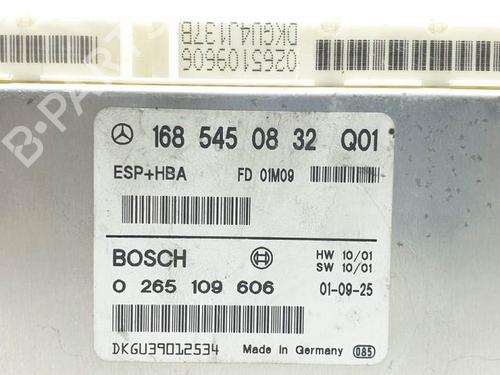 0265109606
DKGU4J137B
168 545 08 32 Q01
ESP+HBA FD 01M09
BOSCH HW 10/01
SW 10/01
0 265 109 606 01-09-25
DKGU39012534 Made in Germany 085
B-PARTS